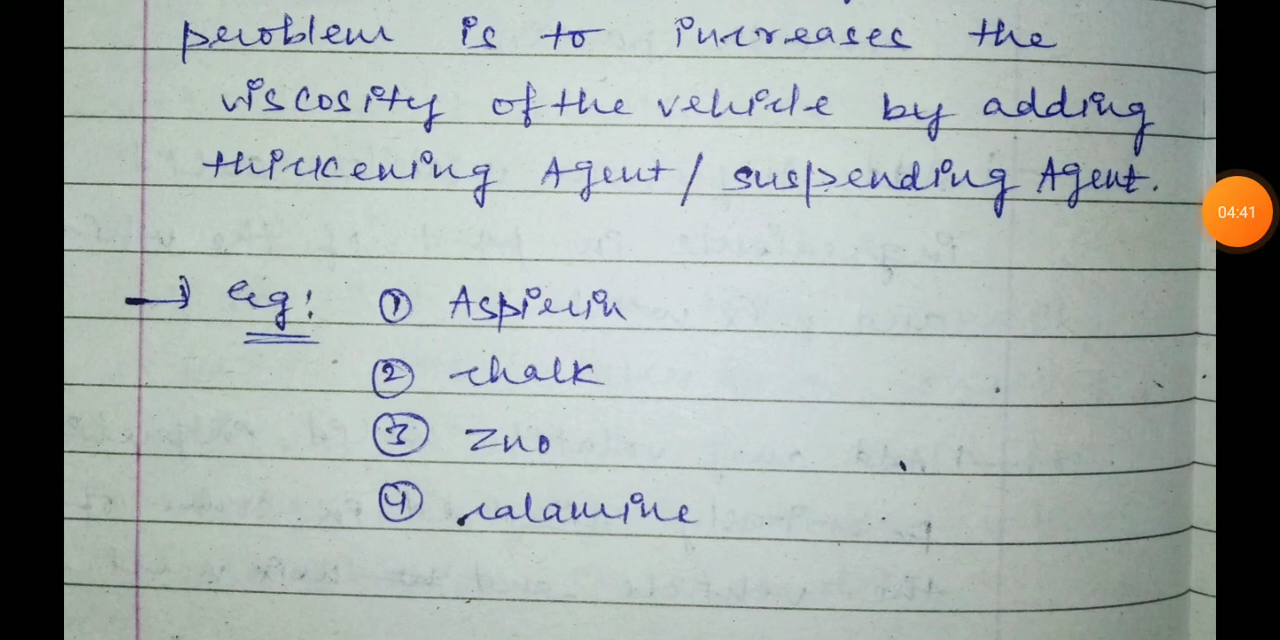 problem is to increases the
viscosity of the vehicle by adding
thickening Agent / suspending Agent.
→ eg: ① Aspirin
② chalk
③ ZnO
④ calamine
04:41